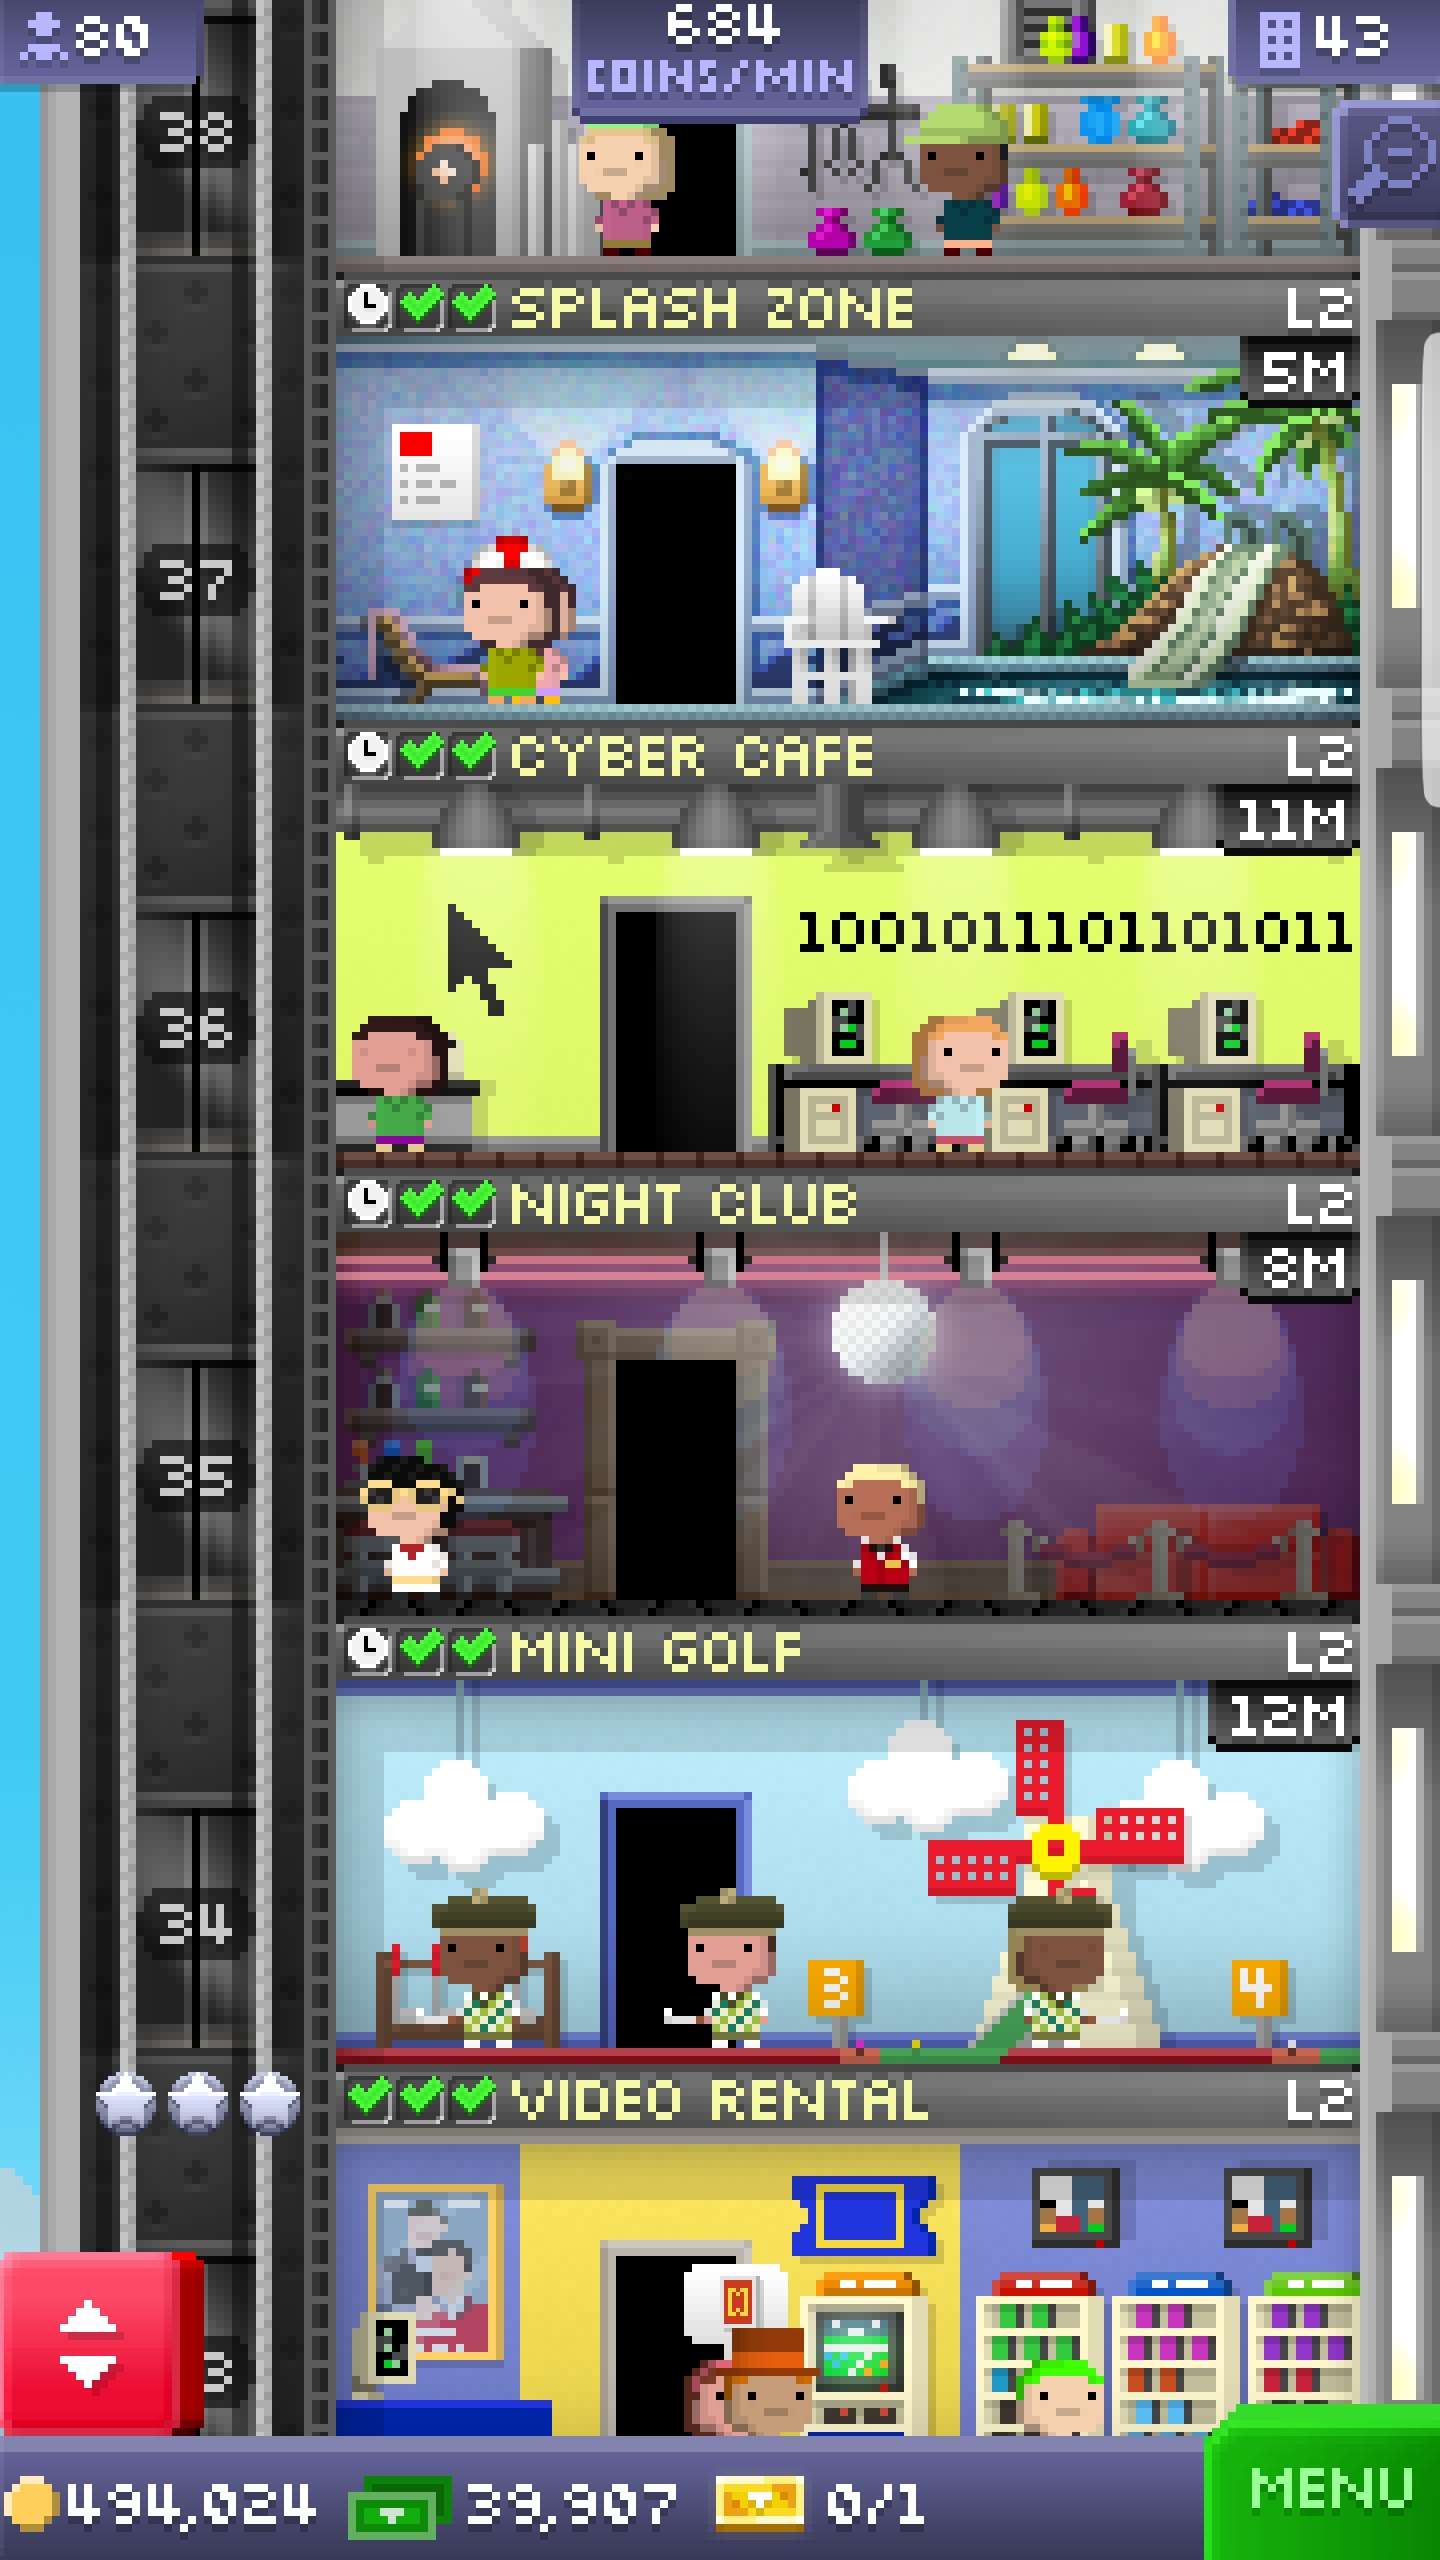 80
684
COINS/MIN
43
38
SPLASH ZONE L2
5M
37
CYBER CAFE L2
11M
100101110110101011
36
NIGHT CLUB L2
8M
35
MINI GOLF L2
12M
34
3
4
VIDEO RENTAL L2
494,024
39,907
0/1
MENU